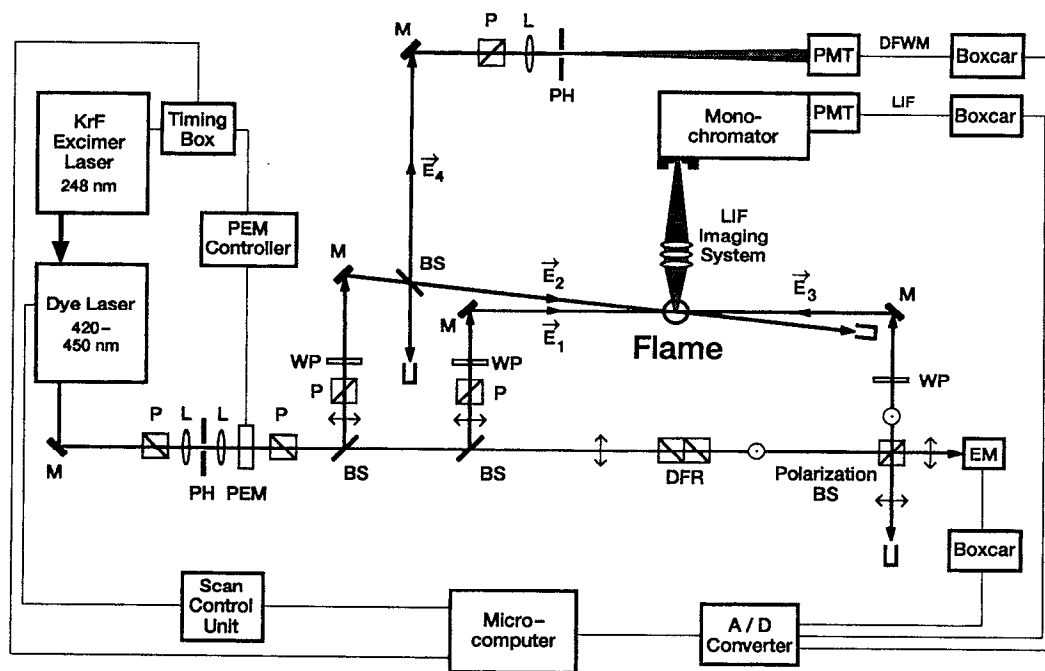 M
P
L
PH
PMT
DFWM
Boxcar
KrF
Excimer
Laser
248 nm
Timing
Box
Mono-
chromator
PMT
LIF
Boxcar
E4
PEM
Controller
LIF
Imaging
System
M
BS
E2
E3
M
Dye Laser
420–
450 nm
M
E1
Flame
WP
P
WP
P
WP
M
P
L
L
P
PH
PEM
BS
BS
DFR
Polarization
BS
EM
Boxcar
Scan
Control
Unit
Micro–
computer
A / D
Converter